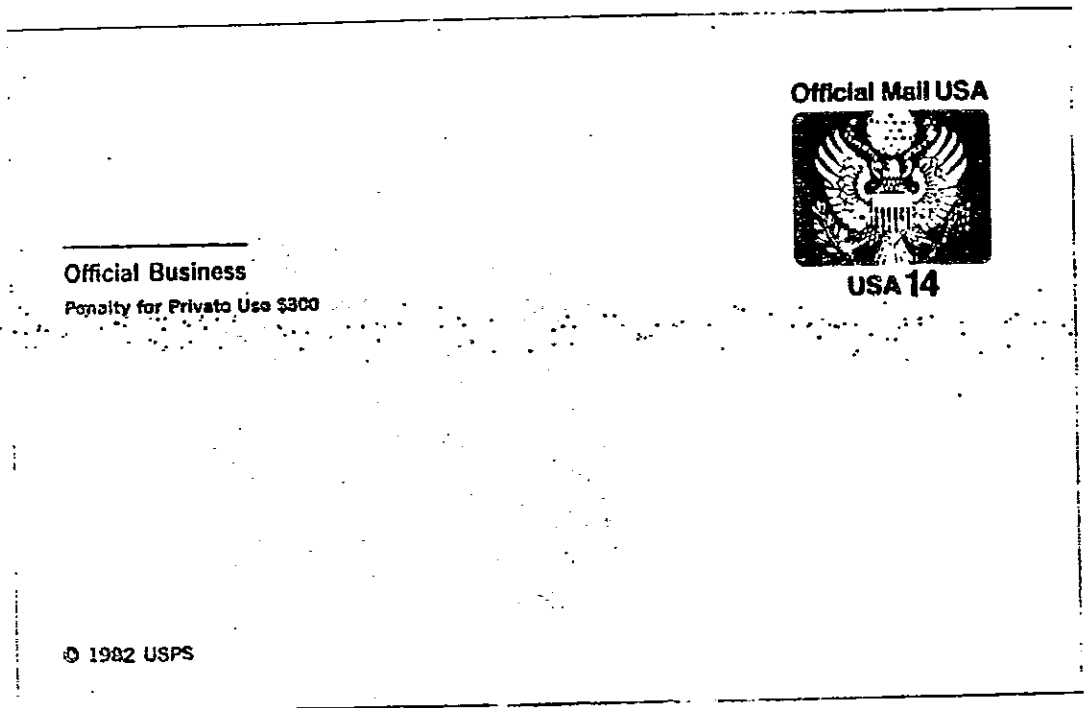 Official Mail USA
USA 14
Official Business
Penalty for Private Use $300
© 1982 USPS